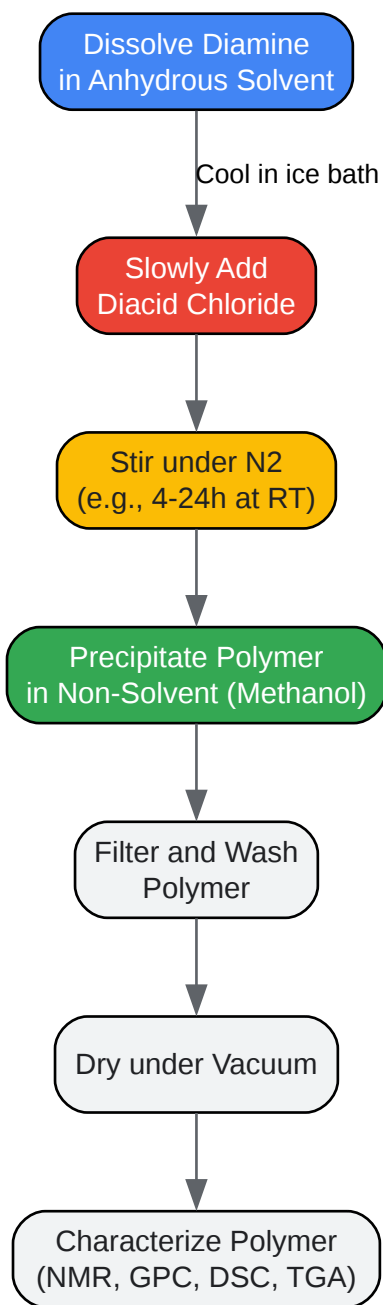 Dissolve Diamine
in Anhydrous Solvent
Cool in ice bath
Slowly Add
Diacid Chloride
Stir under N2
(e.g., 4-24h at RT)
Precipitate Polymer
in Non-Solvent (Methanol)
Filter and Wash
Polymer
Dry under Vacuum
Characterize Polymer
(NMR, GPC, DSC, TGA)